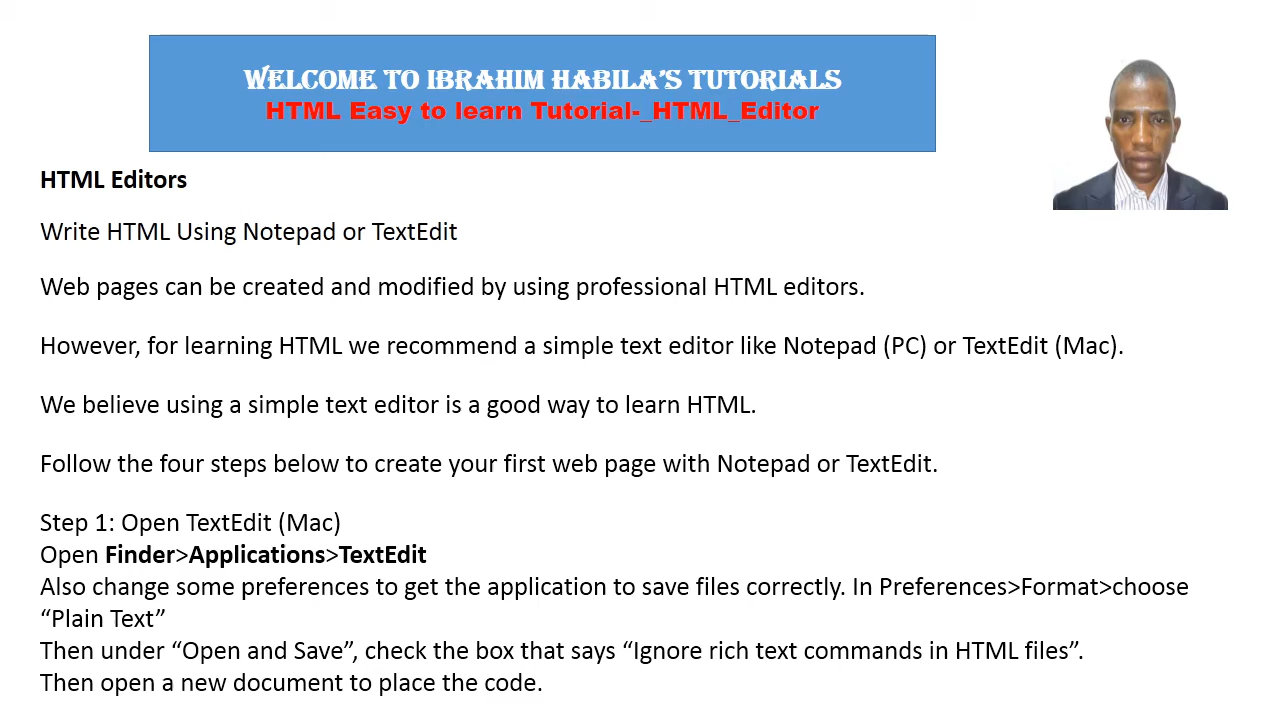 WELCOME TO IBRAHIM HABILA'S TUTORIALS
HTML Easy to learn Tutorial-_HTML_Editor
HTML Editors
Write HTML Using Notepad or TextEdit
Web pages can be created and modified by using professional HTML editors.
However, for learning HTML we recommend a simple text editor like Notepad (PC) or TextEdit (Mac).
We believe using a simple text editor is a good way to learn HTML.
Follow the four steps below to create your first web page with Notepad or TextEdit.
Step 1: Open TextEdit (Mac)
Open Finder>Applications>TextEdit
Also change some preferences to get the application to save files correctly. In Preferences>Format>choose
“Plain Text”
Then under “Open and Save”, check the box that says “Ignore rich text commands in HTML files”.
Then open a new document to place the code.